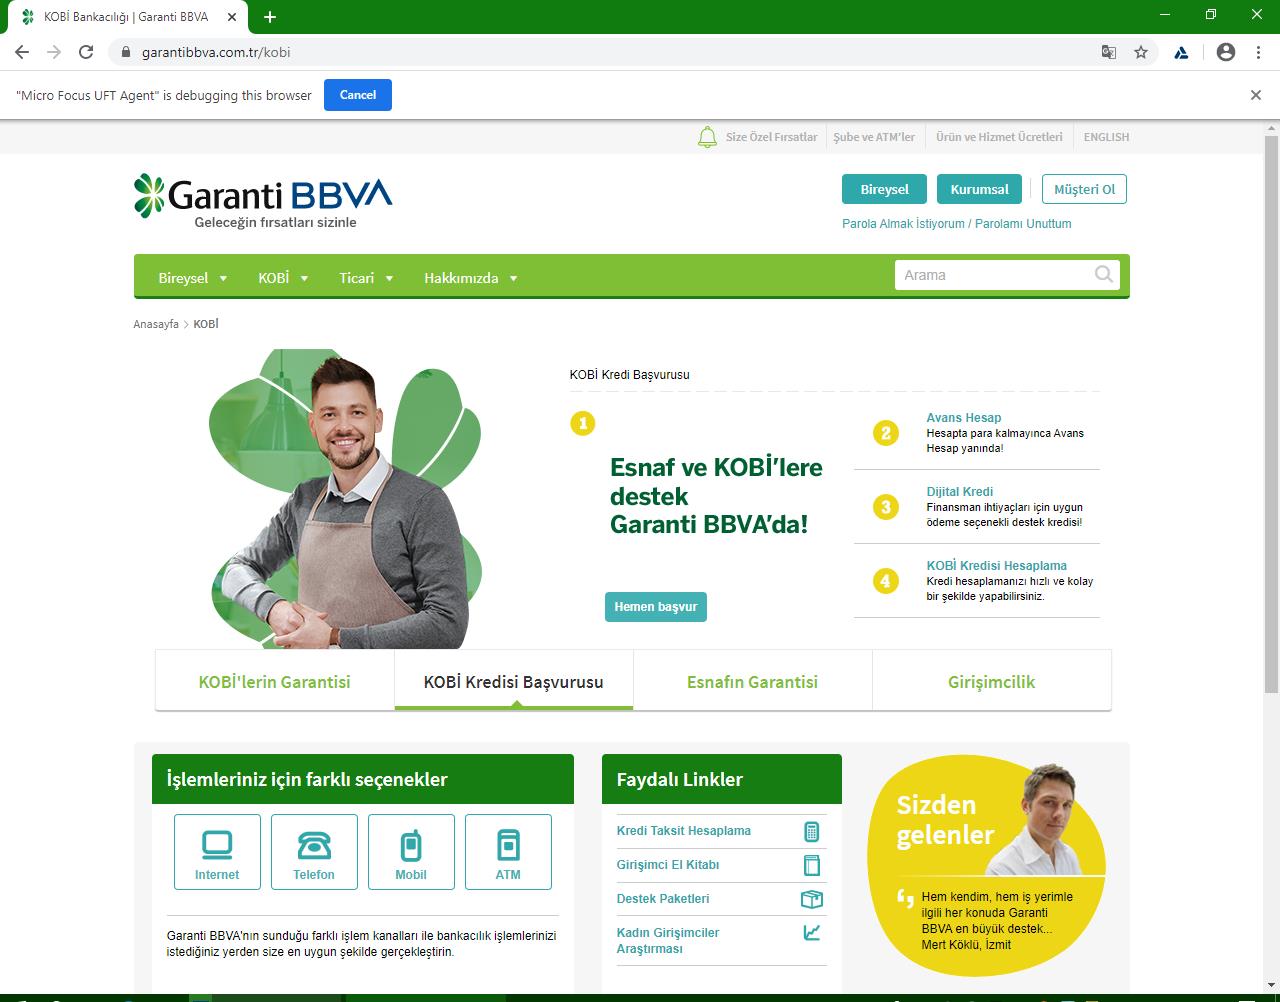 KOBİ Bankacılığı | Garanti BBVA
garantibbva.com.tr/kobi
"Micro Focus UFT Agent" is debugging this browser
Cancel
Size Özel Fırsatlar
Şube ve ATM'ler
Ürün ve Hizmet Ücretleri
ENGLISH
Garanti BBVA
Geleceğin fırsatları sizinle
Bireysel
Kurumsal
Müşteri Ol
Parola Almak İstiyorum / Parolamı Unuttum
Bireysel
KOBİ
Ticari
Hakkımızda
Arama
Anasayfa > KOBİ
KOBİ Kredi Başvurusu
1
Esnaf ve KOBİ'lere
destek
Garanti BBVA'da!
Hemen başvur
2
Avans Hesap
Hesapta para kalmayınca Avans
Hesap yanında!
3
Dijital Kredi
Finansman ihtiyaçları için uygun
ödeme seçenekli destek kredisi!
4
KOBİ Kredisi Hesaplama
Kredi hesaplamanızı hızlı ve kolay
bir şekilde yapabilirsiniz.
KOBİ'lerin Garantisi
KOBİ Kredisi Başvurusu
Esnafın Garantisi
Girişimcilik
İşlemleriniz için farklı seçenekler
Internet
Telefon
Mobil
ATM
Garanti BBVA'nın sunduğu farklı işlem kanalları ile bankacılık işlemlerinizi
istediğiniz yerden size en uygun şekilde gerçekleştirin.
Faydalı Linkler
Kredi Taksit Hesaplama
Girişimci El Kitabı
Destek Paketleri
Kadın Girişimciler
Araştırması
Sizden
gelenler
Hem kendim, hem iş yerimle
ilgili her konuda Garanti
BBVA en büyük destek...
Mert Köklü, İzmit